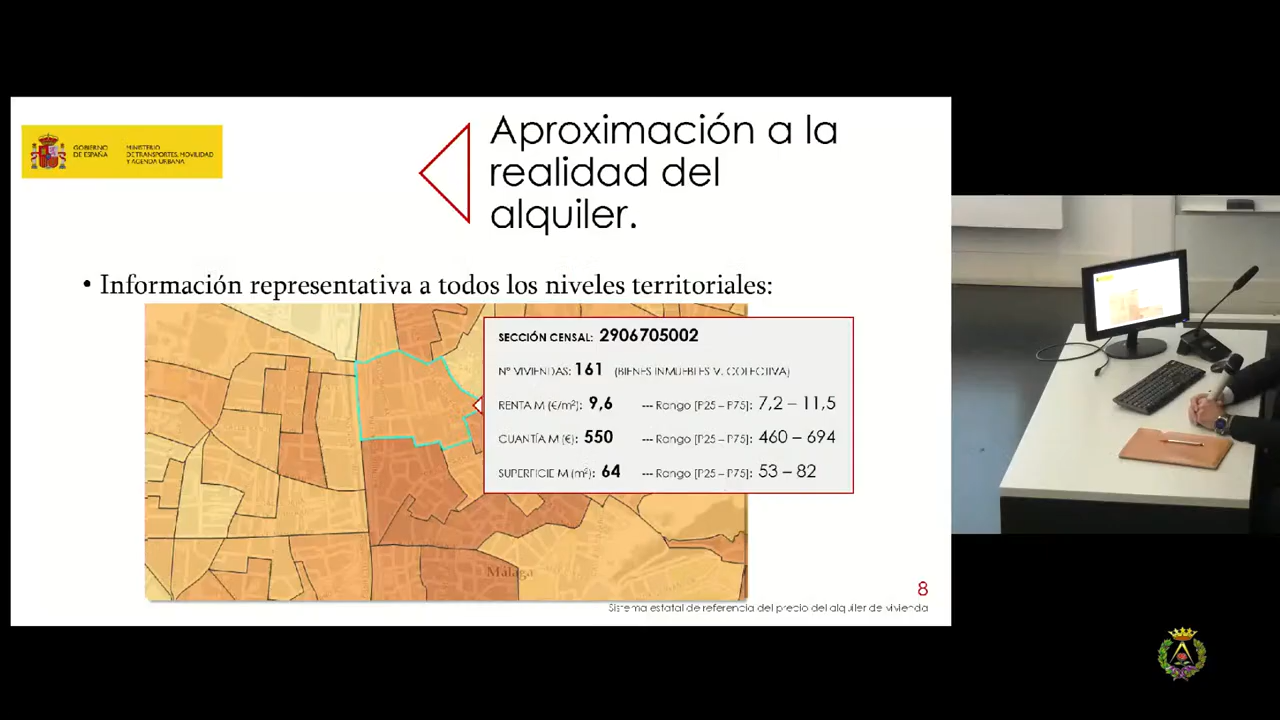 GOBIERNO
DE ESPAÑA
MINISTERIO
DE TRANSPORTES, MOVILIDAD
Y AGENDA URBANA
Aproximación a la
realidad del
alquiler.
• Información representativa a todos los niveles territoriales:
SECCIÓN CENSAL: 2906705002
Nº VIVIENDAS: 161 (BIENES INMUEBLES V. COLECTIVA)
RENTA M (€/m²): 9,6 --- Rango [P25 – P75]: 7,2 – 11,5
CUANTÍA M (€): 550 --- Rango [P25 – P75]: 460 – 694
SUPERFICIE M (m²): 64 --- Rango [P25 – P75]: 53 – 82
Málaga
8
Sistema estatal de referencia del precio del alquiler de vivienda